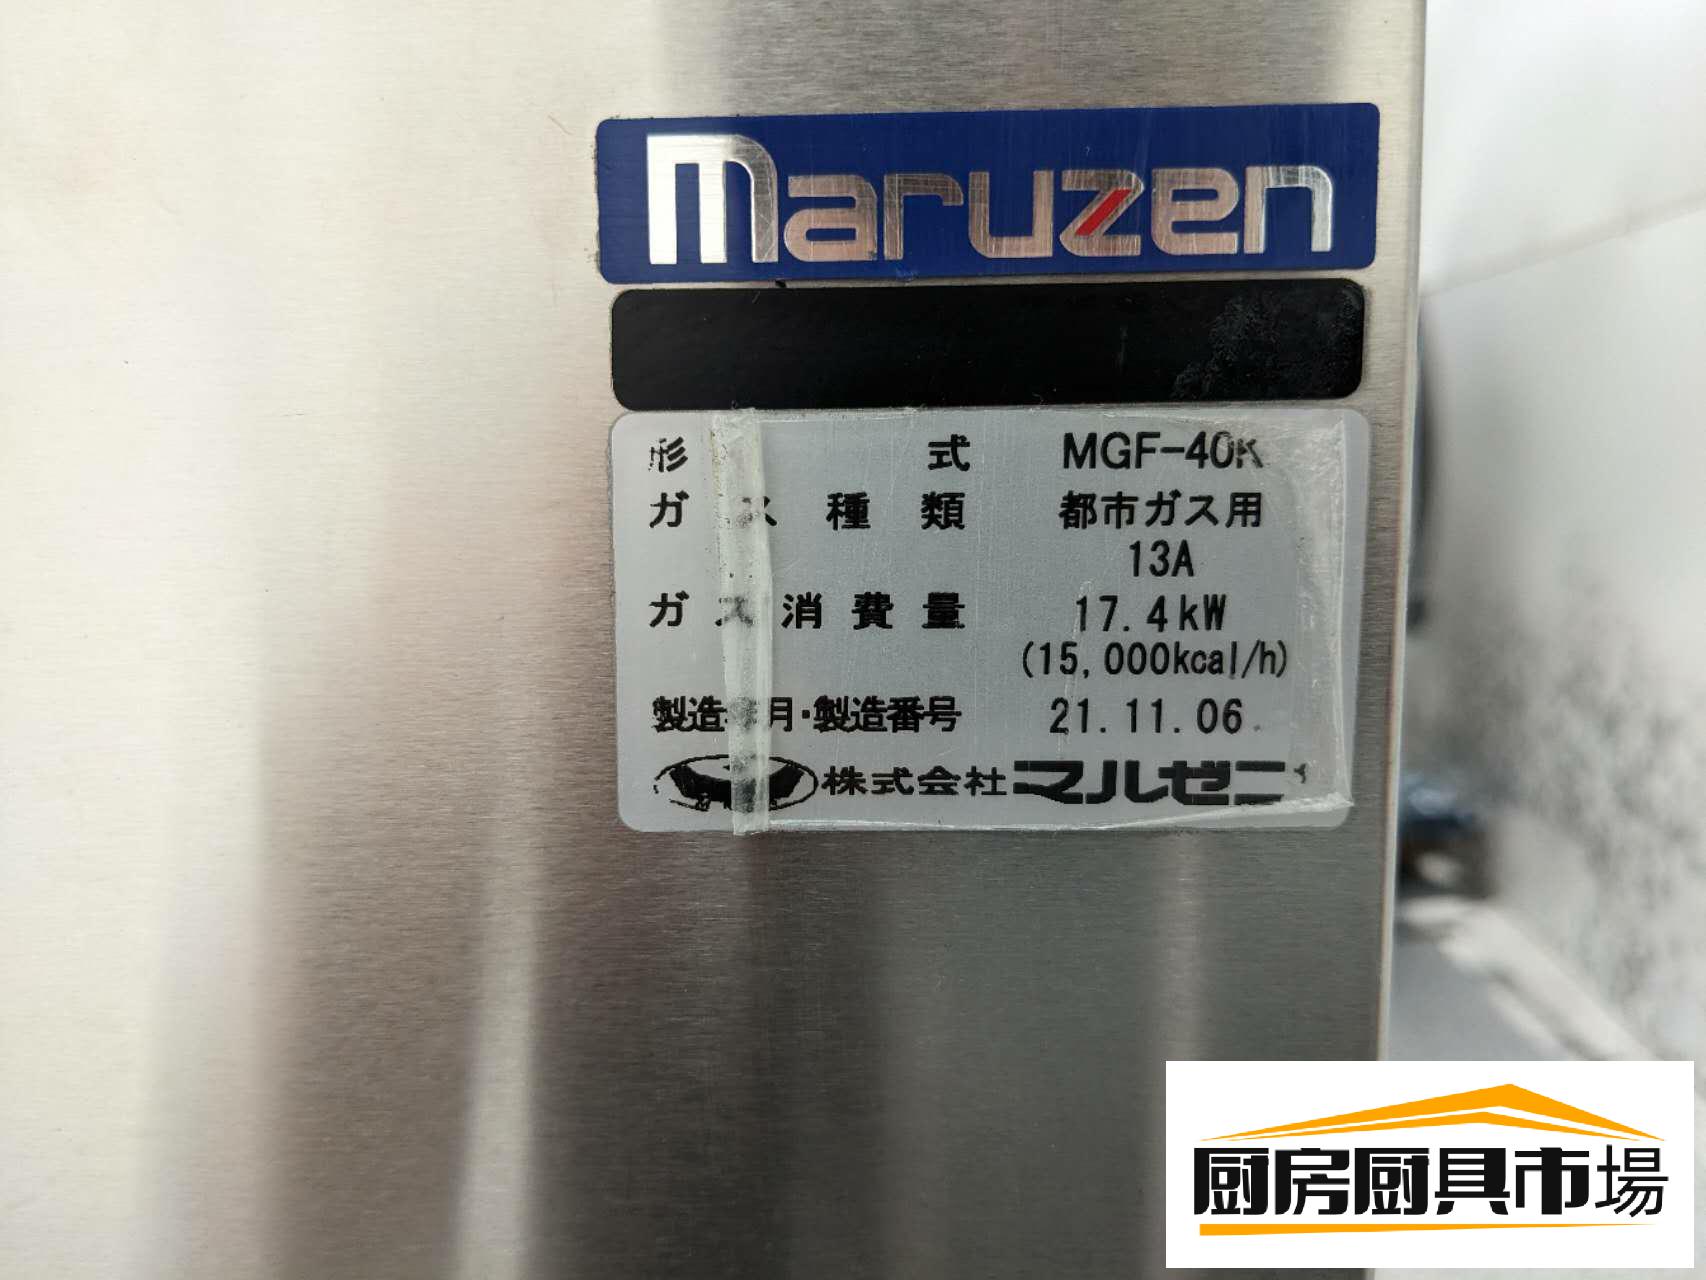 maruzen
形式 MGF-40K
ガス種類 都市ガス用
13A
ガス消費量 17.4kW
(15,000kcal/h)
製造年月・製造番号 21.11.06
株式会社マルゼン
厨房厨具市場